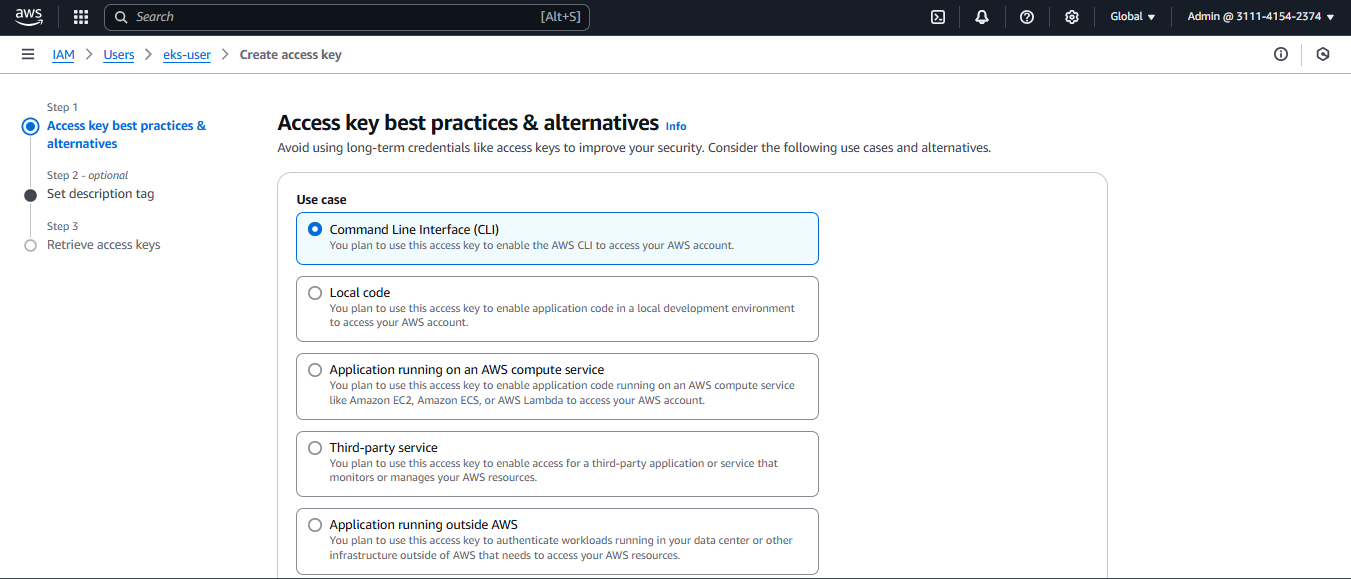 aws
Search [Alt+S]
Global ▼ Admin @ 3111-4154-2374 ▼
IAM > Users > eks-user > Create access key
Step 1
Access key best practices &
alternatives
Step 2 - optional
Set description tag
Step 3
Retrieve access keys
Access key best practices & alternatives Info
Avoid using long-term credentials like access keys to improve your security. Consider the following use cases and alternatives.
Use case
Command Line Interface (CLI)
You plan to use this access key to enable the AWS CLI to access your AWS account.
Local code
You plan to use this access key to enable application code in a local development environment
to access your AWS account.
Application running on an AWS compute service
You plan to use this access key to enable application code running on an AWS compute service
like Amazon EC2, Amazon ECS, or AWS Lambda to access your AWS account.
Third-party service
You plan to use this access key to enable access for a third-party application or service that
monitors or manages your AWS resources.
Application running outside AWS
You plan to use this access key to authenticate workloads running in your data center or other
infrastructure outside of AWS that needs to access your AWS resources.